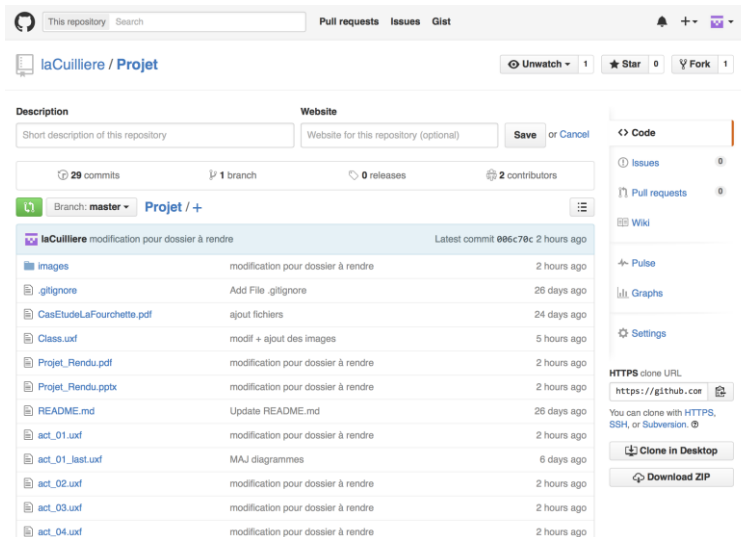 This repository Search Pull requests Issues Gist
laCuilliere / Projet Unwatch 1 Star 0 Fork 1
Description Website
Short description of this repository Website for this repository (optional) Save or Cancel
29 commits 1 branch 0 releases 2 contributors
Branch: master Projet / +
laCuilliere modification pour dossier à rendre Latest commit 006c70c 2 hours ago
images modification pour dossier à rendre 2 hours ago
.gitignore Add File .gitignore 26 days ago
CasEtudeLaFourchette.pdf ajout fichiers 24 days ago
Class.uxf modif + ajout des images 5 hours ago
Projet_Rendu.pdf modification pour dossier à rendre 2 hours ago
Projet_Rendu.pptx modification pour dossier à rendre 2 hours ago
README.md Update README.md 26 days ago
act_01.uxf modification pour dossier à rendre 2 hours ago
act_01_last.uxf MAJ diagrammes 6 days ago
act_02.uxf modification pour dossier à rendre 2 hours ago
act_03.uxf modification pour dossier à rendre 2 hours ago
act_04.uxf modification pour dossier à rendre 2 hours ago
<> Code
Issues 0
Pull requests 0
Wiki
Pulse
Graphs
Settings
HTTPS clone URL
https://github.com
You can clone with HTTPS,
SSH, or Subversion.
Clone in Desktop
Download ZIP